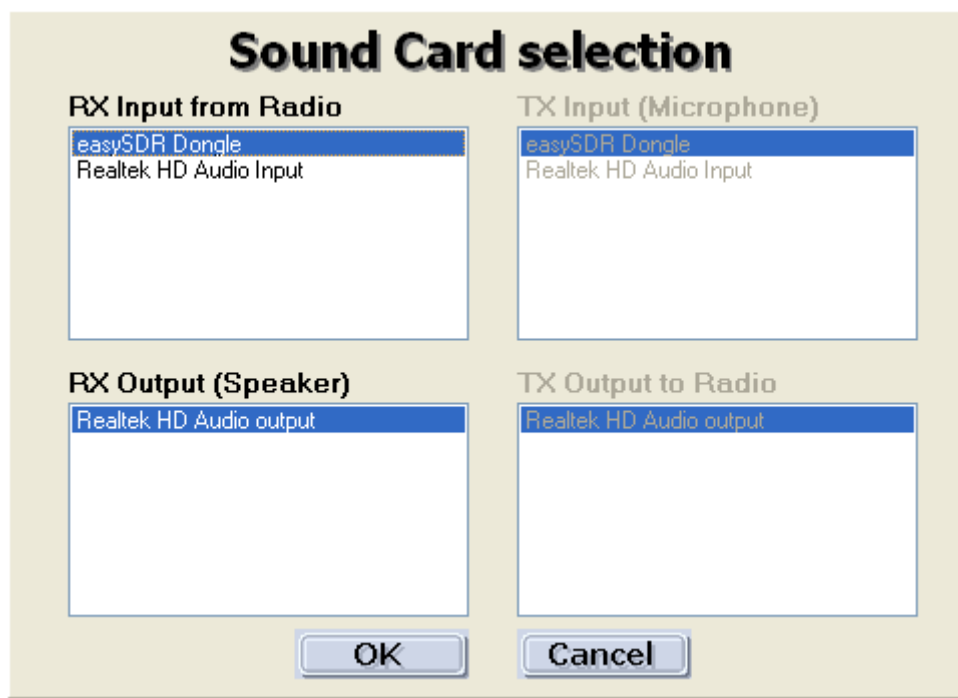 Sound Card selection
RX Input from Radio
easySDR Dongle
Realtek HD Audio Input
TX Input (Microphone)
easySDR Dongle
Realtek HD Audio Input
RX Output (Speaker)
Realtek HD Audio output
TX Output to Radio
Realtek HD Audio output
OK
Cancel